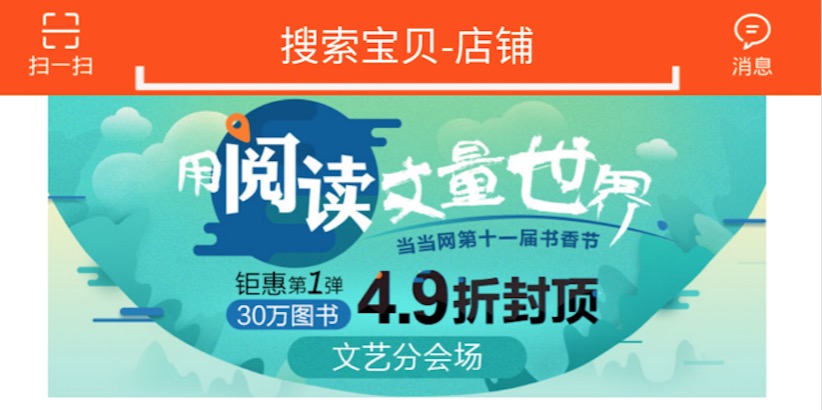 扫一扫
搜索宝贝-店铺
消息
用阅读文量世界
当当网第十一届书香节
钜惠第1弹
30万图书
4.9折封顶
文艺分会场